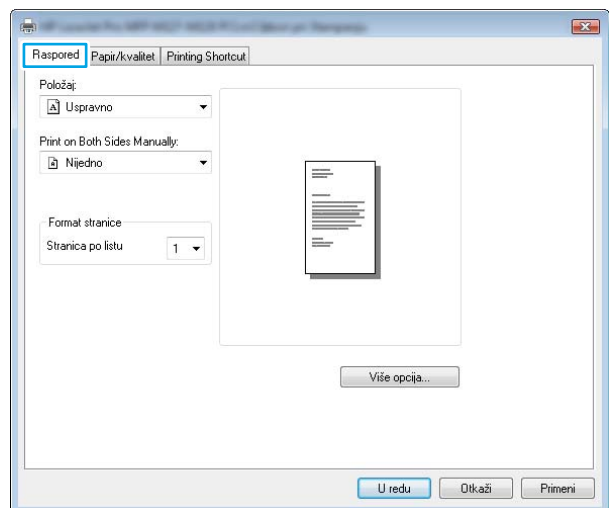 Raspored Papir/kvalitet Printing Shortcut
Položaj:
A Uspravno
Print on Both Sides Manually:
Nijedno
Format stranice
Stranica po listu 1
Više opcija...
U redu Otkaži Primeni